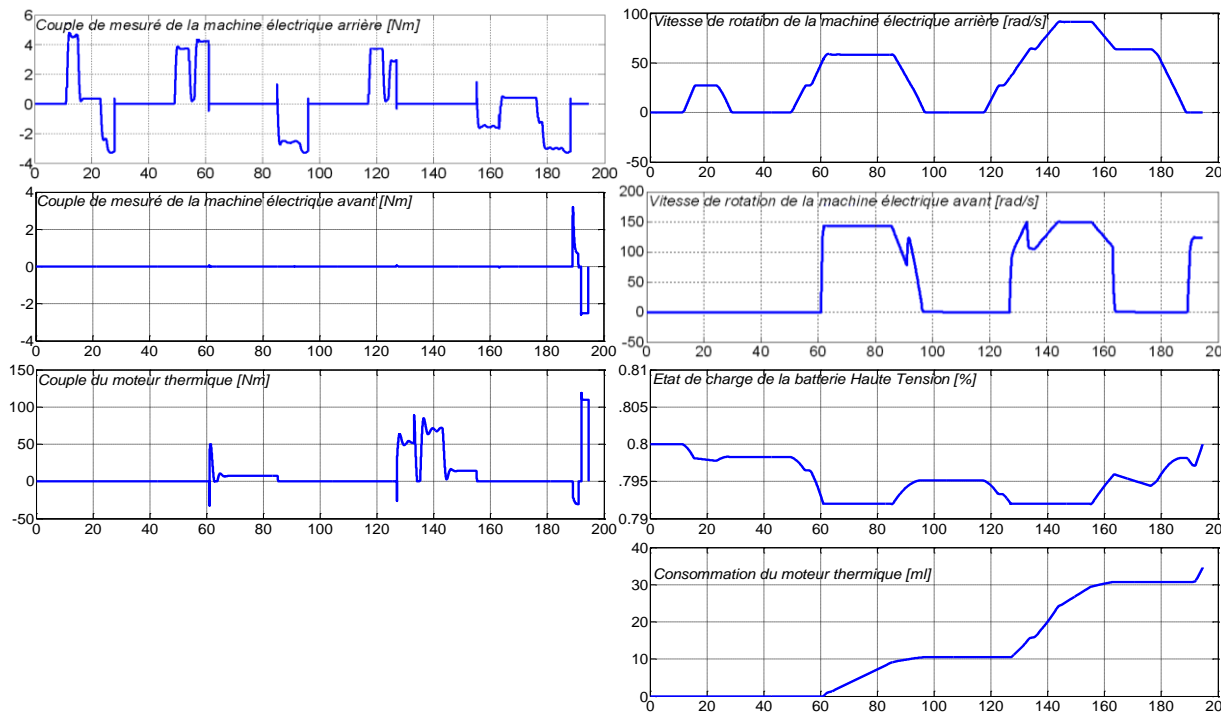 Couple de mesuré de la machine électrique arrière [Nm]
6
4
2
0
-2
-4
0 20 40 60 80 100 120 140 160 180 200
Vitesse de rotation de la machine électrique arrière [rad/s]
100
50
0
-50
0 20 40 60 80 100 120 140 160 180 200
Couple de mesuré de la machine électrique avant [Nm]
4
2
0
-2
-4
0 20 40 60 80 100 120 140 160 180 200
Vitesse de rotation de la machine électrique avant [rad/s]
200
150
100
50
0
-50
0 20 40 60 80 100 120 140 160 180 200
Couple du moteur thermique [Nm]
150
100
50
0
-50
0 20 40 60 80 100 120 140 160 180 200
Etat de charge de la batterie Haute Tension [%]
.81
.805
0.8
.795
0.79
0 20 40 60 80 100 120 140 160 180 200
Consommation du moteur thermique [ml]
40
30
20
10
0
0 20 40 60 80 100 120 140 160 180 20